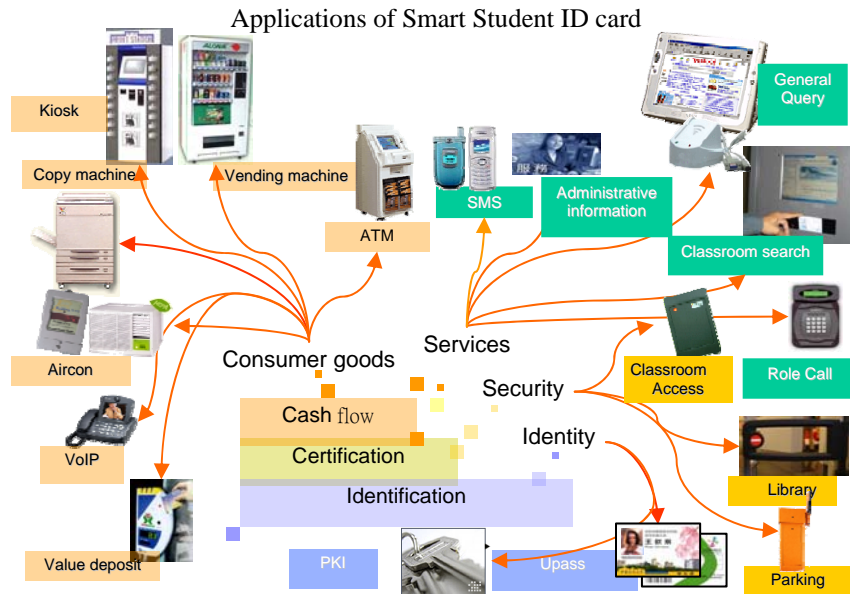 Applications of Smart Student ID card
General
Query
Kiosk
Copy machine
Vending machine
SMS
Administrative
information
ATM
Classroom search
Aircon
Consumer goods
Services
Classroom
Access
Role Call
Security
Cash flow
Identity
VoIP
Certification
Identification
Library
Value deposit
PKI
Upass
Parking